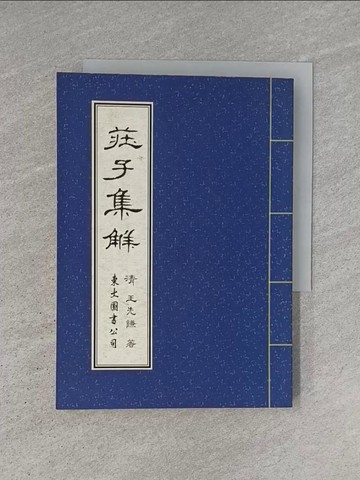 莊子集解
清 王先謙 著
東大圖書公司